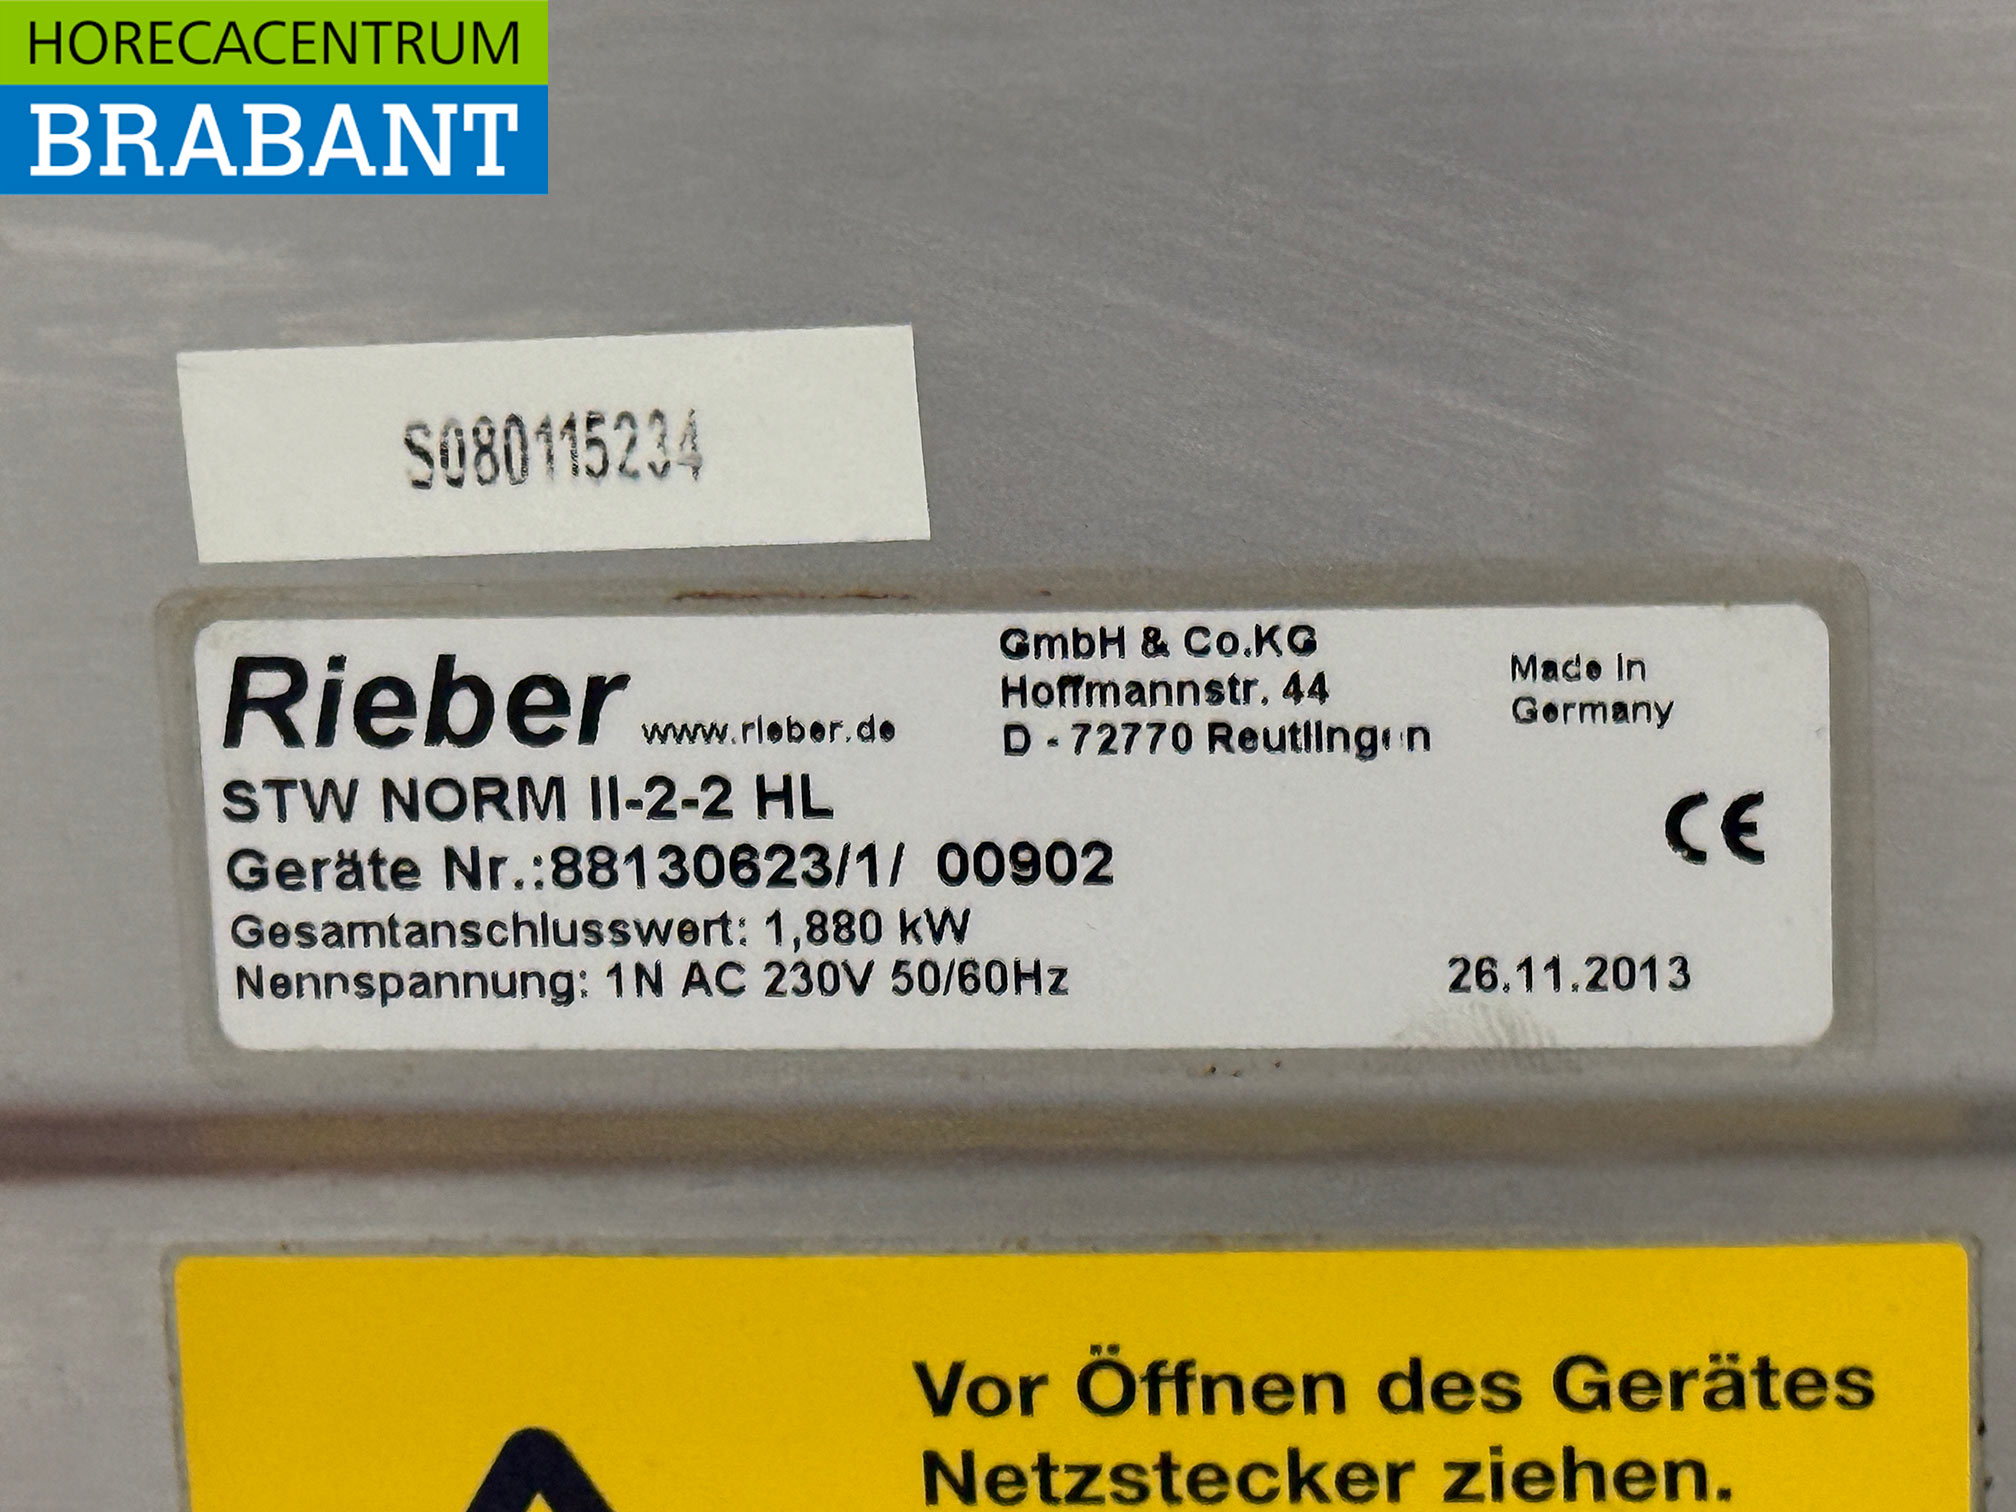 HORECACENTRUM
BRABANT
S080115234
Rieber www.rieber.de
GmbH & Co.KG
Hoffmannstr. 44
D - 72770 Reutlingen
Made in
Germany
STW NORM II-2-2 HL
CE
Geräte Nr.:88130623/1/ 00902
Gesamtanschlusswert: 1,880 kW
Nennspannung: 1N AC 230V 50/60Hz
26.11.2013
Vor Öffnen des Gerätes
Netzstecker ziehen.